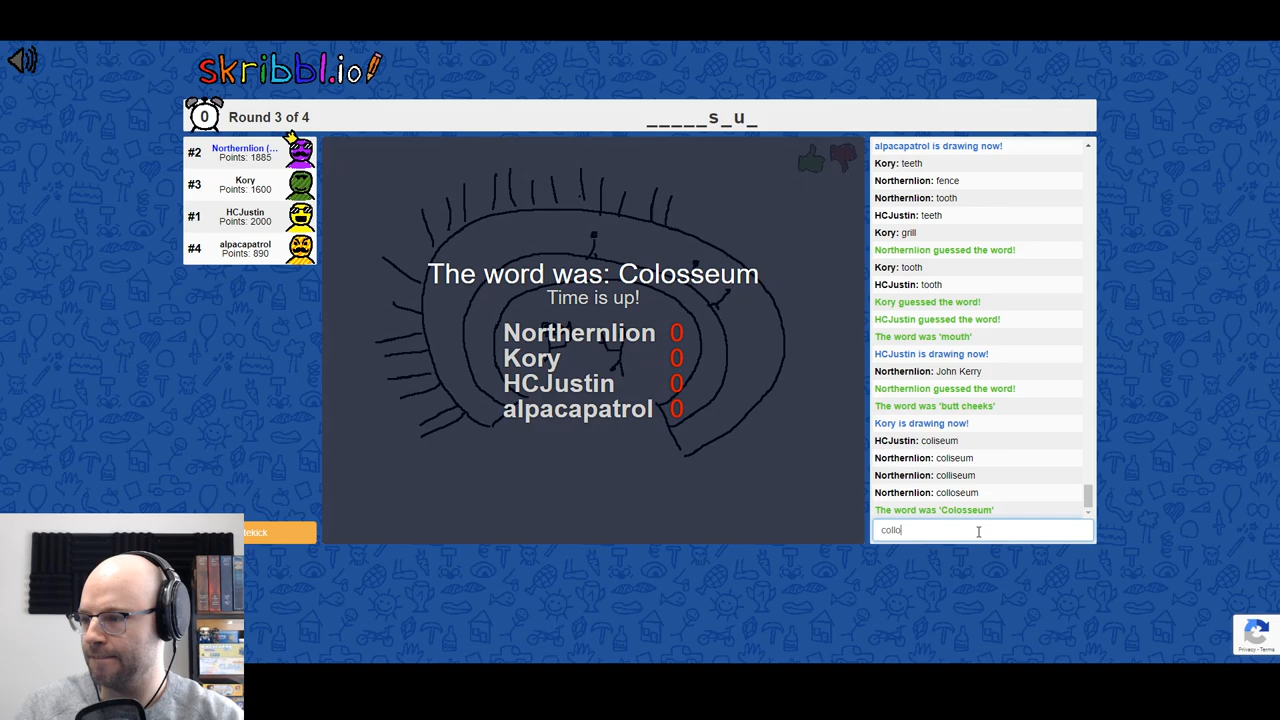 skribbl.io
0
Round 3 of 4
_____s_u_
#2
Northernlion (...
Points: 1885
#3
Kory
Points: 1600
#1
HCJustin
Points: 2000
#4
alpacapatrol
Points: 890
The word was: Colosseum
Time is up!
Northernlion 0
Kory 0
HCJustin 0
alpacapatrol 0
alpacapatrol is drawing now!
Kory: teeth
Northernlion: fence
Northernlion: tooth
HCJustin: teeth
Kory: grill
Northernlion guessed the word!
Kory: tooth
HCJustin: tooth
Kory guessed the word!
HCJustin guessed the word!
The word was 'mouth'
HCJustin is drawing now!
Northernlion: John Kerry
Northernlion guessed the word!
The word was 'butt cheeks'
Kory is drawing now!
HCJustin: coliseum
Northernlion: coliseum
Northernlion: colliseum
Northernlion: colloseum
The word was 'Colosseum'
collo
Privacy - Terms